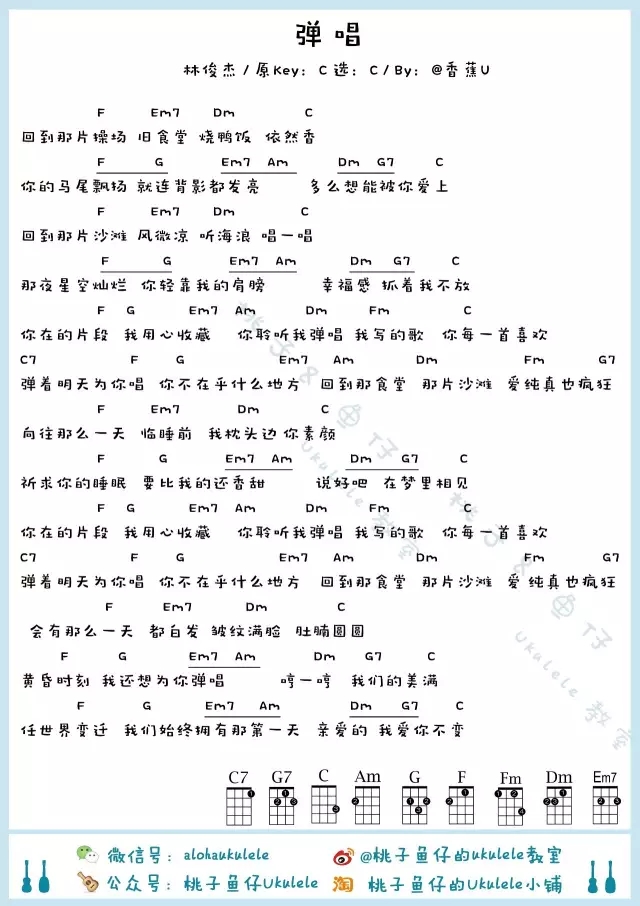 弹唱
林俊杰 / 原Key: C 选: C / By: @香蕉U
F Em7 Dm C
回到那片操场 旧食堂 烧鸭饭 依然香
F G Em7 Am Dm G7 C
你的马尾飘扬 就连背影都发亮 多么想能被你爱上
F Em7 Dm C
回到那片沙滩 风微凉 听海浪 唱一唱
F G Em7 Am Dm G7 C
那夜星空灿烂 你轻靠我的肩膀 幸福感 抓着我不放
F G Em7 Am Dm Fm C
你在的片段 我用心收藏 你聆听我弹唱 我写的歌 你每一首喜欢
C7 F G Em7 Am Dm Fm G7
弹着明天为你唱 你不在乎什么地方 回到那食堂 那片沙滩 爱纯真也疯狂
F Em7 Dm C
向往那么一天 临睡前 我枕头边你素颜
F G Em7 Am Dm G7 C
祈求你的睡眠 要比我的还香甜 说好吧 在梦里相见
F G Em7 Am Dm Fm C
你在的片段 我用心收藏 你聆听我弹唱 我写的歌 你每一首喜欢
C7 F G Em7 Am Dm Fm G7
弹着明天为你唱 你不在乎什么地方 回到那食堂 那片沙滩 爱纯真也疯狂
F Em7 Dm C
会有那么一天 都白发 皱纹满脸 肚腩圆圆
F G Em7 Am Dm G7 C
黄昏时刻 我还想为你弹唱 哼一哼 我们的美满
F G Em7 Am Dm G7 C
任世界变迁 我们始终拥有那第一天 亲爱的 我爱你不变
桃子&鱼仔
Ukulele 教室
桃子&鱼仔
Ukulele 教室
C7 G7 C Am G F Fm Dm Em7
微信号: alohaukulele
@桃子鱼仔的ukulele教室
公众号: 桃子鱼仔Ukulele
淘 桃子鱼仔的Ukulele小铺